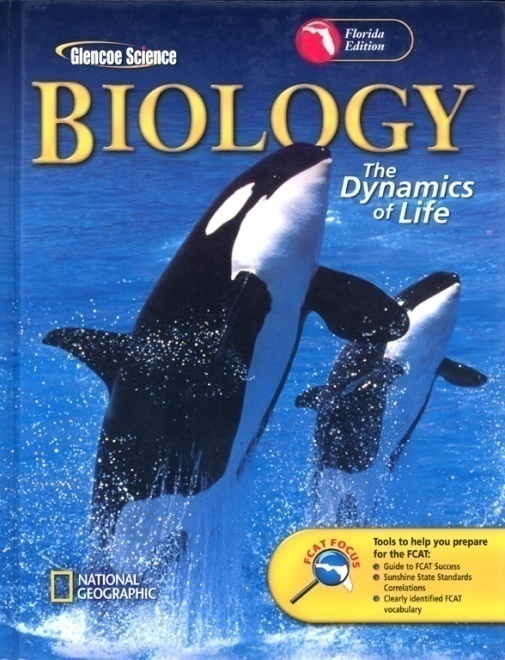 Florida
Edition
Glencoe Science
BIOLOGY
The
Dynamics
of Life
FCAT FOCUS
Tools to help you prepare
for the FCAT:
Guide to FCAT Success
Sunshine State Standards
Correlations
Clearly identified FCAT
vocabulary
NATIONAL
GEOGRAPHIC